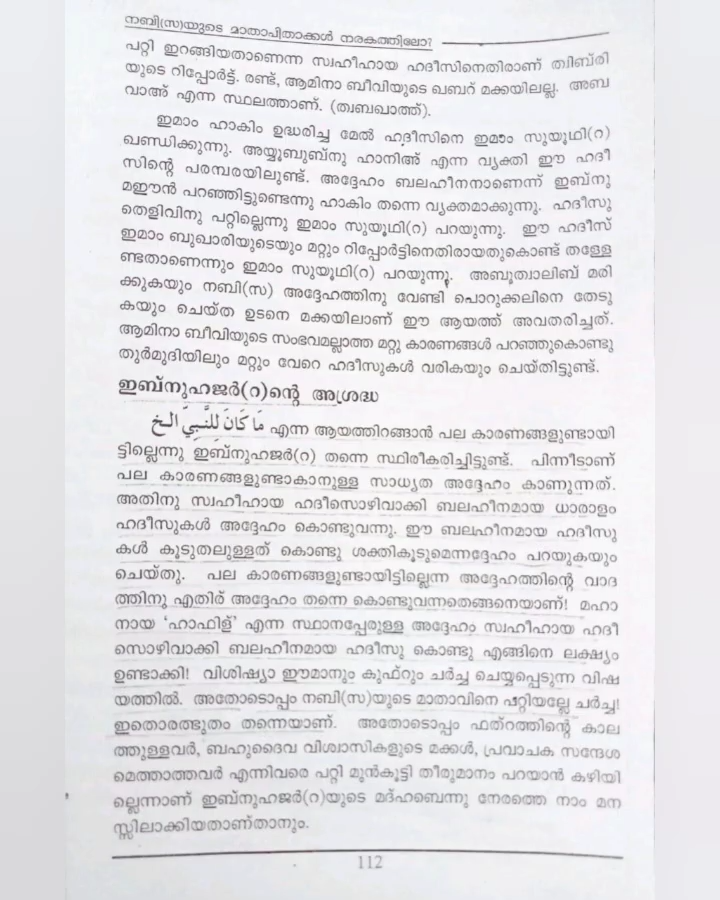 നബി(സ)യുടെ മാതാപിതാക്കൾ നരകത്തിലോ?
പറ്റി ഇറങ്ങിയതാണെന്ന സ്വഹീഹായ ഹദീസിനെതിരാണ് ത്വിബ്‌രി
യുടെ റിപ്പോർട്ട്. രണ്ട്, ആമിനാ ബീവിയുടെ ഖബറ് മക്കയിലല്ല. അബ
വാഅ് എന്ന സ്ഥലത്താണ്. (ത്വബഖാത്ത്).
ഇമാം ഹാകിം ഉദ്ധരിച്ച മേൽ ഹദീസിനെ ഇമാം സുയൂഥി(റ)
ഖണ്ഡിക്കുന്നു. അയ്യൂബുബ്നു ഹാനിഅ് എന്ന വ്യക്തി ഈ ഹദീ
സിന്റെ പരമ്പരയിലുണ്ട്. അദ്ദേഹം ബലഹീനനാണെന്ന് ഇബ്നു
മഈൻ പറഞ്ഞിട്ടുണ്ടെന്നു ഹാകിം തന്നെ വ്യക്തമാക്കുന്നു. ഹദീസു
തെളിവിനു പറ്റില്ലെന്നു ഇമാം സുയൂഥി(റ) പറയുന്നു. ഈ ഹദീസ്
ഇമാം ബുഖാരിയുടെയും മറ്റും റിപ്പോർട്ടിനെതിരായതുകൊണ്ട് തള്ളേ
ണ്ടതാണെന്നും ഇമാം സുയൂഥി(റ) പറയുന്നു. അബൂത്വാലിബ് മരി
ക്കുകയും നബി(സ) അദ്ദേഹത്തിനു വേണ്ടി പൊറുക്കലിനെ തേടു
കയും ചെയ്ത ഉടനെ മക്കയിലാണ് ഈ ആയത്ത് അവതരിച്ചത്.
ആമിനാ ബീവിയുടെ സംഭവമല്ലാത്ത മറ്റു കാരണങ്ങൾ പറഞ്ഞുകൊണ്ടു
തുർമുദിയിലും മറ്റും വേറെ ഹദീസുകൾ വരികയും ചെയ്തിട്ടുണ്ട്.
ഇബ്നുഹജർ(റ)ന്റെ അശ്രദ്ധ
مَا كَانَ لِلنَّبِيِّ الخ എന്ന ആയത്തിറങ്ങാൻ പല കാരണങ്ങളുണ്ടായി
ട്ടില്ലെന്നു ഇബ്നുഹജർ(റ) തന്നെ സ്ഥിരീകരിച്ചിട്ടുണ്ട്. പിന്നീടാണ്
പല കാരണങ്ങളുണ്ടാകാനുള്ള സാധ്യത അദ്ദേഹം കാണുന്നത്.
അതിനു സ്വഹീഹായ ഹദീസൊഴിവാക്കി ബലഹീനമായ ധാരാളം
ഹദീസുകൾ അദ്ദേഹം കൊണ്ടുവന്നു. ഈ ബലഹീനമായ ഹദീസു
കൾ കൂടുതലുള്ളത് കൊണ്ടു ശക്തികൂടുമെന്നദ്ദേഹം പറയുകയും
ചെയ്തു. പല കാരണങ്ങളുണ്ടായിട്ടില്ലെന്ന അദ്ദേഹത്തിന്റെ വാദ
ത്തിനു എതിര് അദ്ദേഹം തന്നെ കൊണ്ടുവന്നതെങ്ങനെയാണ്! മഹാ
നായ ‘ഹാഫിള്’ എന്ന സ്ഥാനപ്പേരുള്ള അദ്ദേഹം സ്വഹീഹായ ഹദീ
സൊഴിവാക്കി ബലഹീനമായ ഹദീസു കൊണ്ടു എങ്ങിനെ ലക്ഷ്യം
ഉണ്ടാക്കി! വിശിഷ്യാ ഈമാനും കുഫ്റും ചർച്ച ചെയ്യപ്പെടുന്ന വിഷ
യത്തിൽ. അതോടൊപ്പം നബി(സ)യുടെ മാതാവിനെ പറ്റിയല്ലേ ചർച്ച!
ഇതൊരത്ഭുതം തന്നെയാണ്. അതോടൊപ്പം ഫത്റത്തിന്റെ കാല
ത്തുള്ളവർ, ബഹുദൈവ വിശ്വാസികളുടെ മക്കൾ, പ്രവാചക സന്ദേശ
മെത്താത്തവർ എന്നിവരെ പറ്റി മുൻകൂട്ടി തീരുമാനം പറയാൻ കഴിയി
ല്ലെന്നാണ് ഇബ്നുഹജർ(റ)യുടെ മദ്ഹബെന്നു നേരത്തെ നാം മന
സ്സിലാക്കിയതാണ്താനും.
112